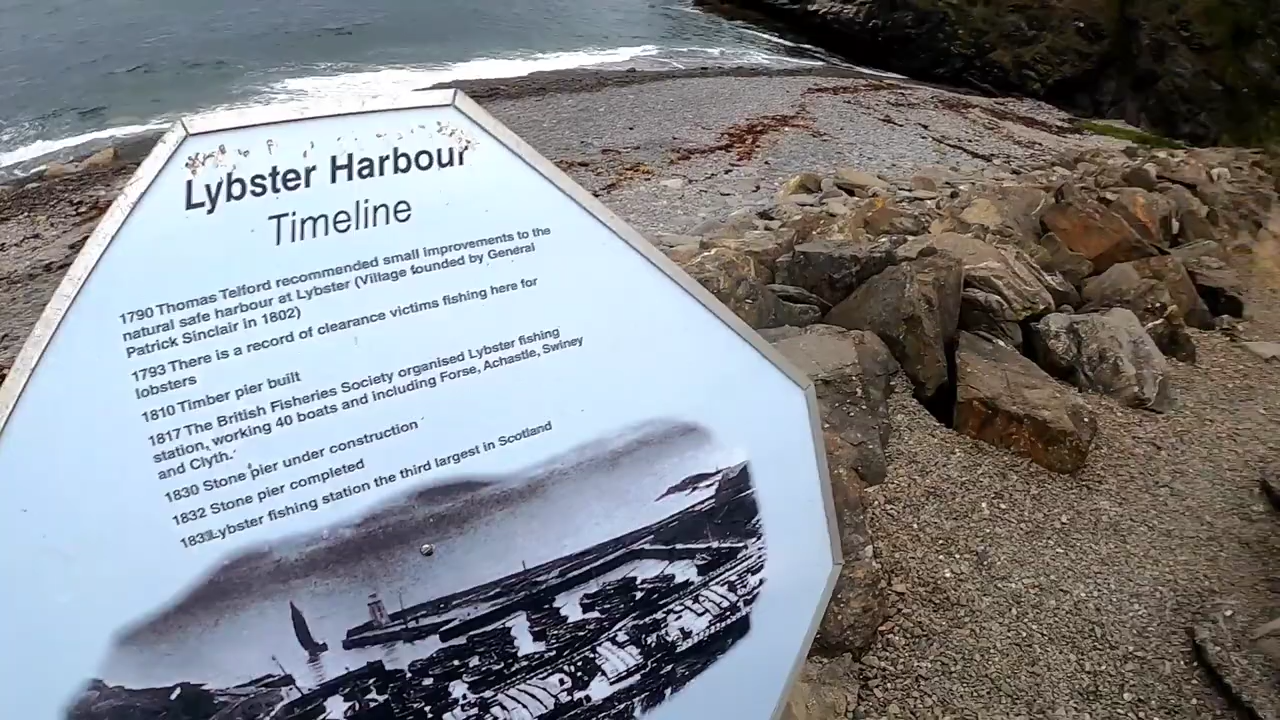 Lybster Harbour
Timeline
1790 Thomas Telford recommended small improvements to the
natural safe harbour at Lybster (Village founded by General
Patrick Sinclair in 1802)
1793 There is a record of clearance victims fishing here for
lobsters
1810 Timber pier built
1817 The British Fisheries Society organised Lybster fishing
station, working 40 boats and including Forse, Achastle, Swiney
and Clyth.
1830 Stone pier under construction
1832 Stone pier completed
Lybster fishing station the third largest in Scotland